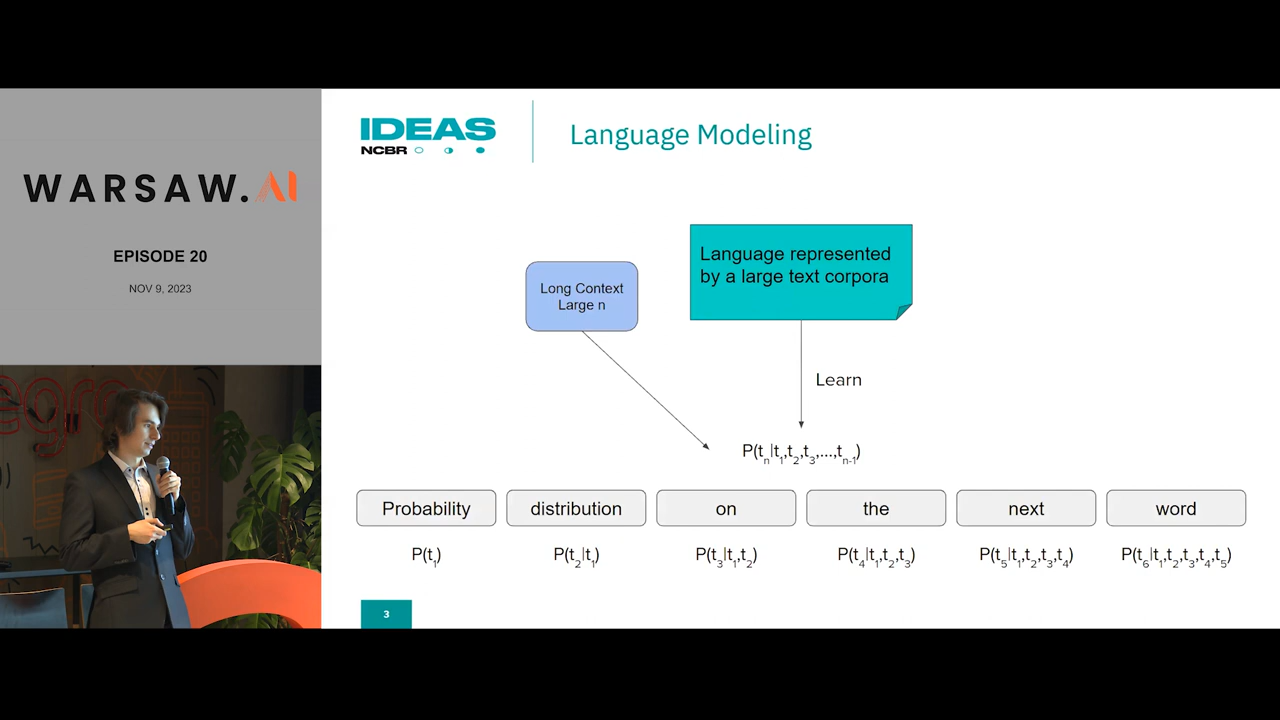 WARSAW.AI
EPISODE 20
NOV 9, 2023
IDEAS
NCBR
Language Modeling
Language represented
by a large text corpora
Long Context
Large n
Learn
P(tₙ|t₁,t₂,t₃,...,tₙ₋₁)
Probability distribution on the next word
P(t₁) P(t₂|t₁) P(t₃|t₁,t₂) P(t₄|t₁,t₂,t₃) P(t₅|t₁,t₂,t₃,t₄) P(t₆|t₁,t₂,t₃,t₄,t₅)
3